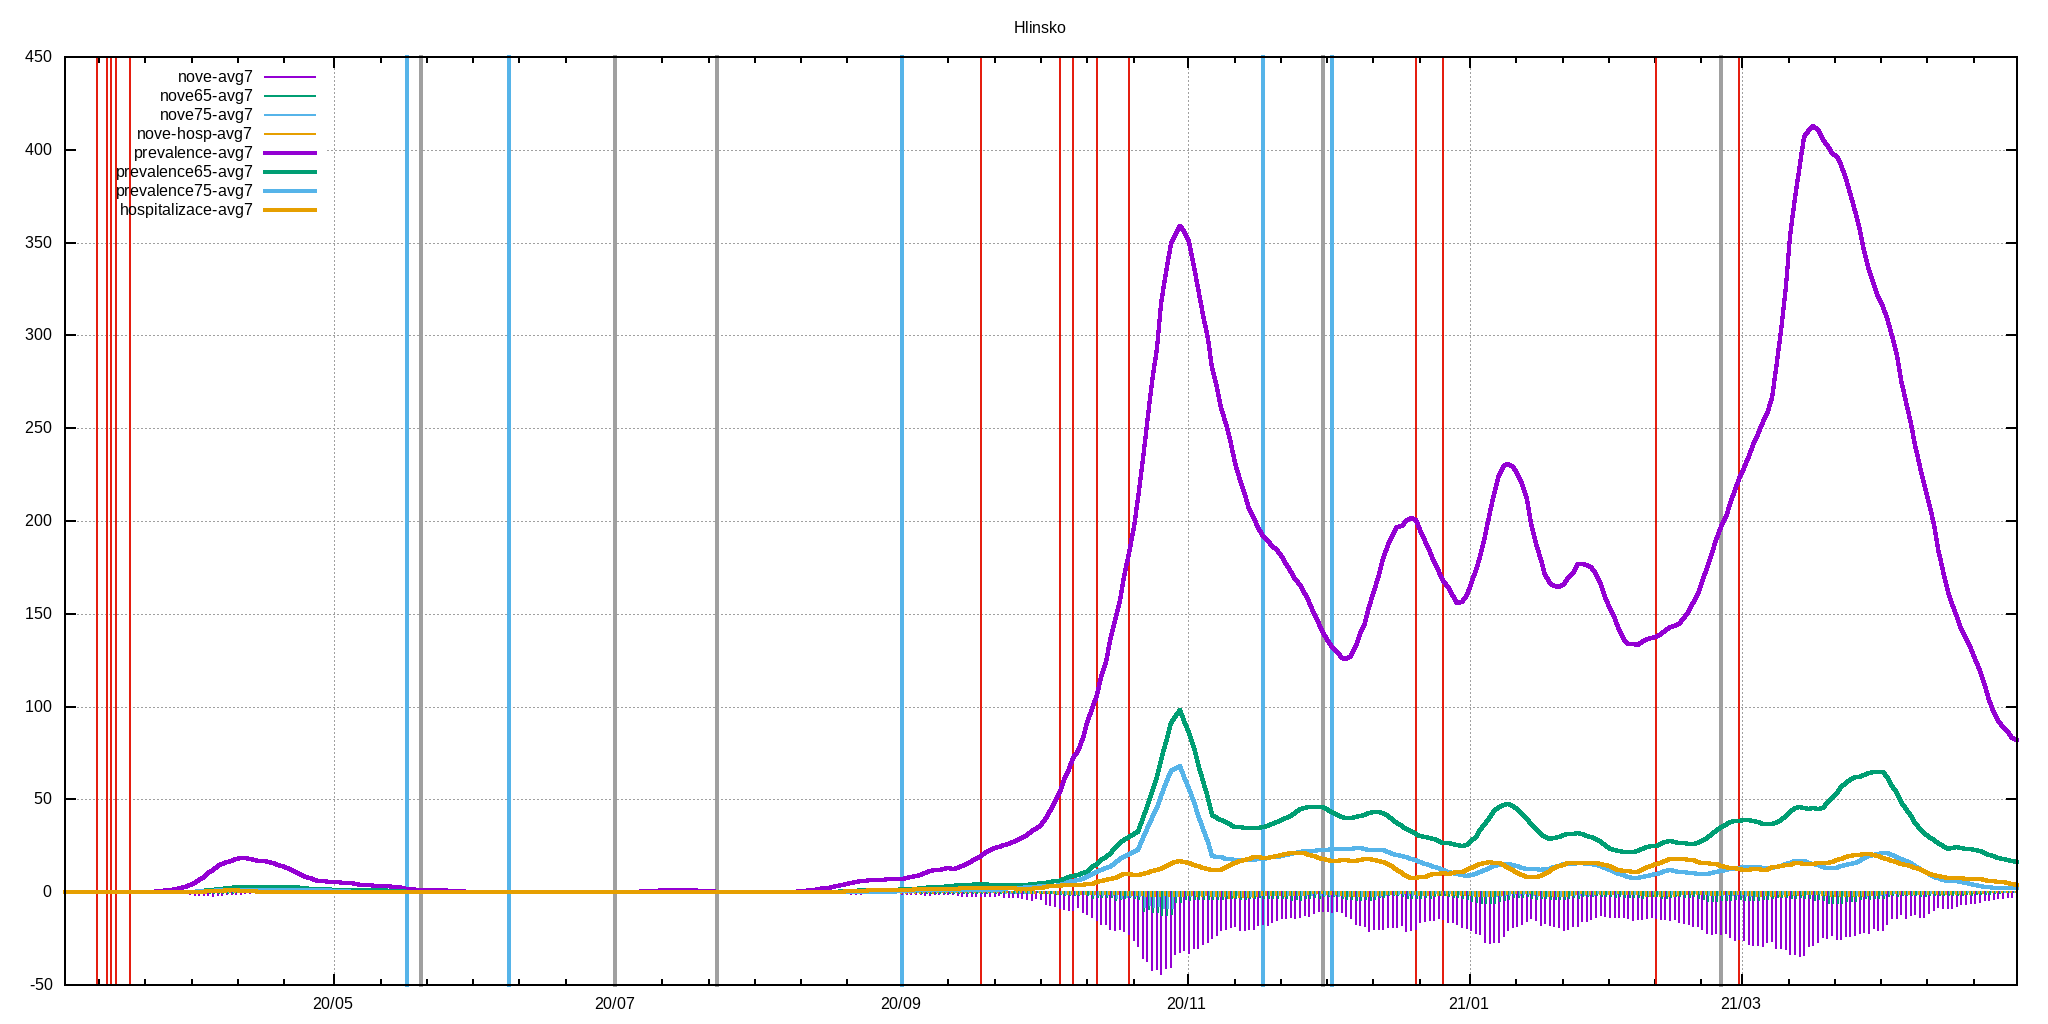 Hlinsko
450
400
350
300
250
200
150
100
50
0
-50
nove-avg7
nove65-avg7
nove75-avg7
nove-hosp-avg7
prevalence-avg7
prevalence65-avg7
prevalence75-avg7
hospitalizace-avg7
20/05 20/07 20/09 20/11 21/01 21/03